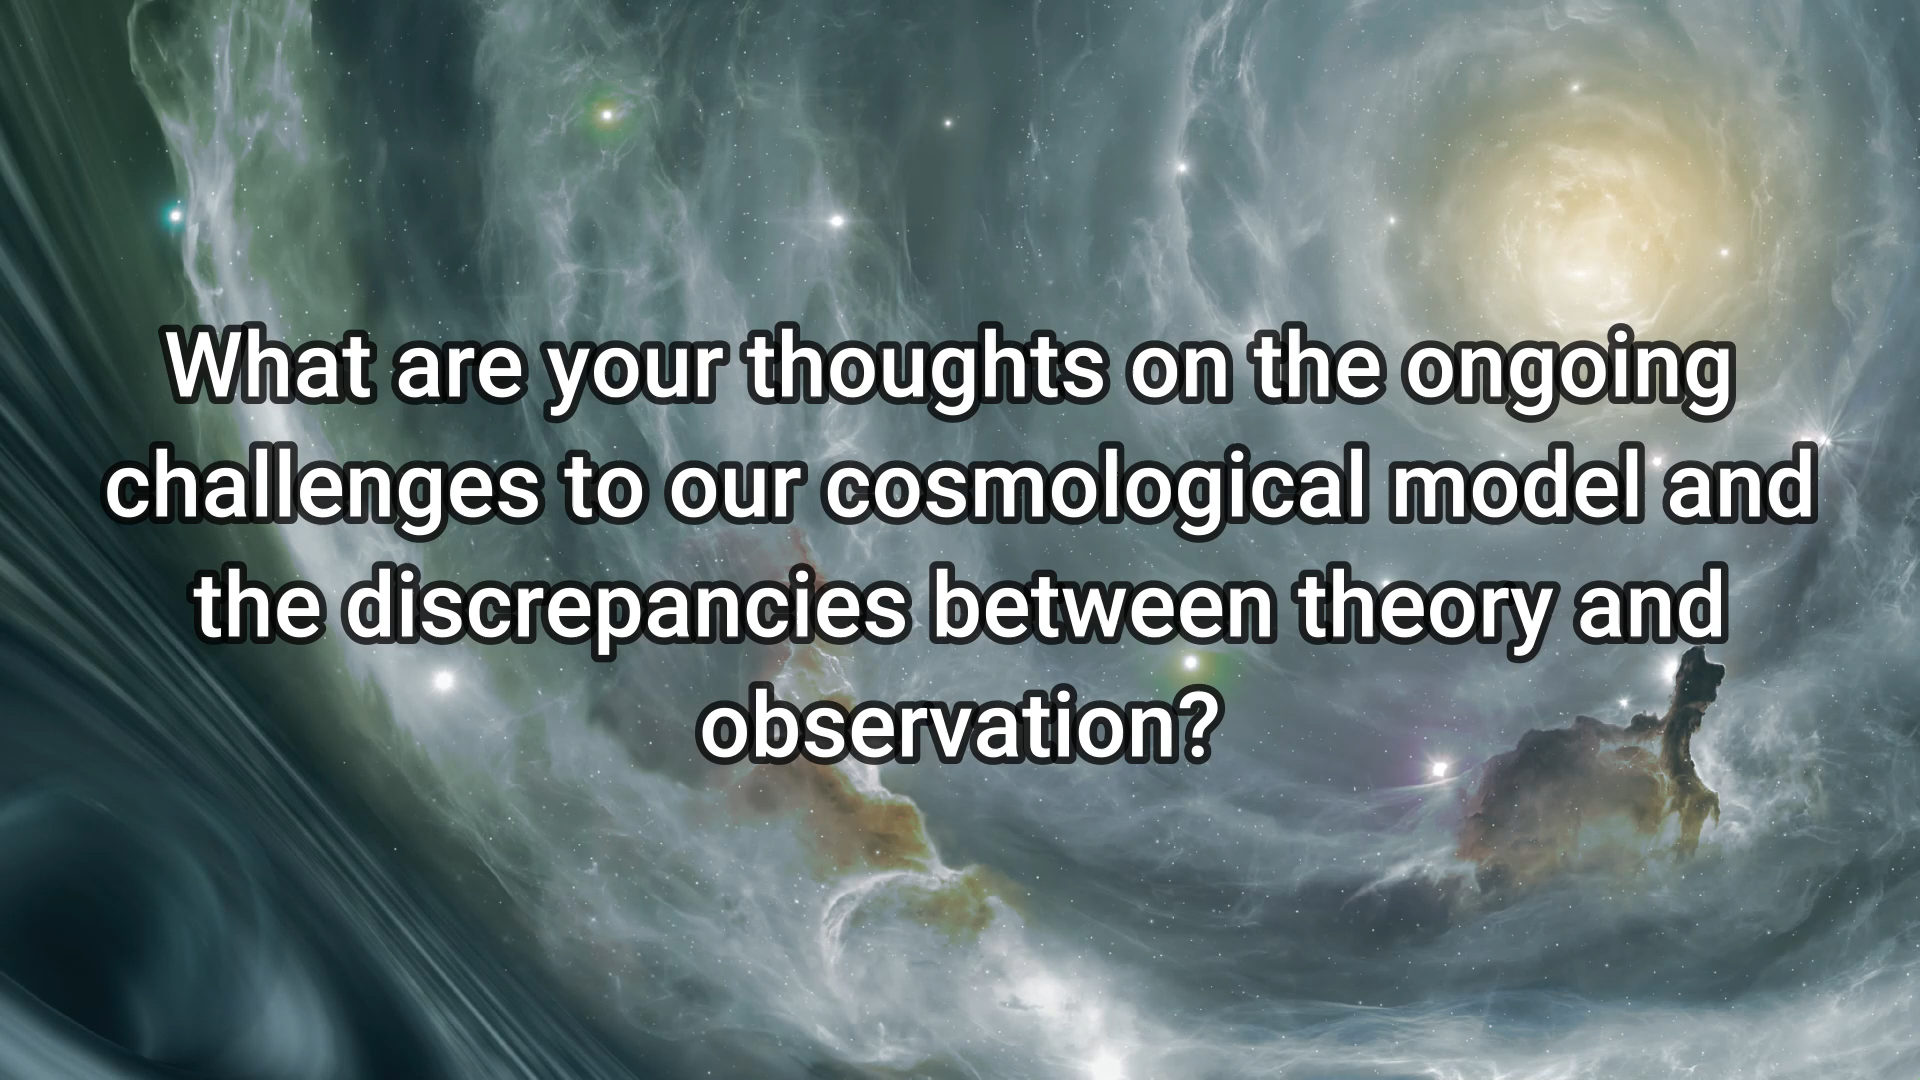 What are your thoughts on the ongoing
challenges to our cosmological model and
the discrepancies between theory and
observation?